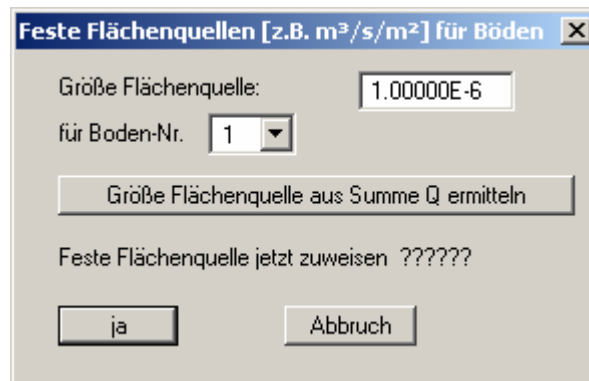 Feste Flächenquellen [z.B. m³/s/m²] für Böden
Größe Flächenquelle: 1.00000E-6
für Boden-Nr. 1
Größe Flächenquelle aus Summe Q ermitteln
Feste Flächenquelle jetzt zuweisen ??????
ja Abbruch